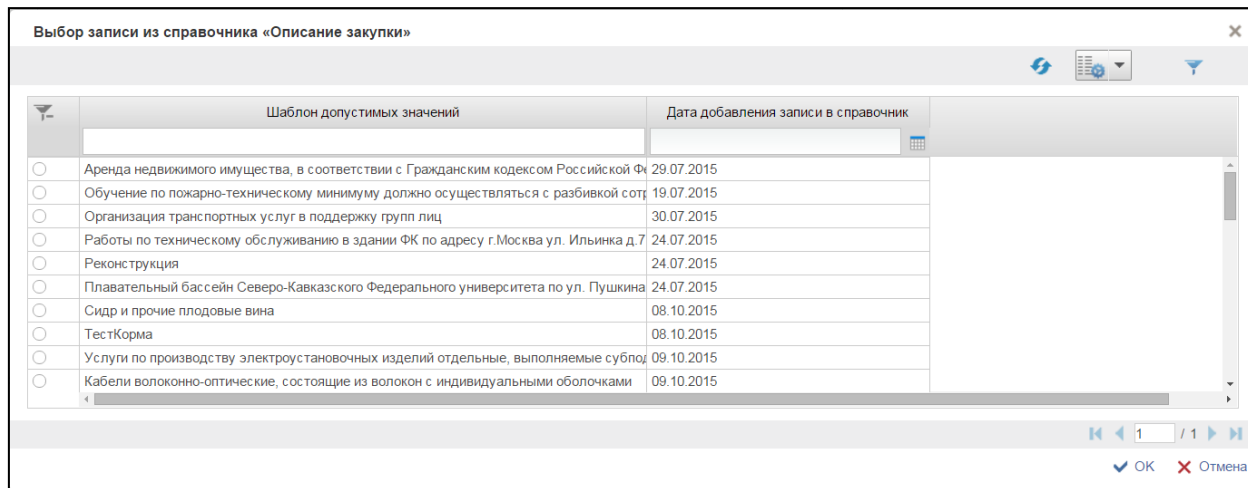 Выбор записи из справочника «Описание закупки»
Шаблон допустимых значений Дата добавления записи в справочник
Аренда недвижимого имущества, в соответствии с Гражданским кодексом Российской 29.07.2015
Обучение по пожарно-техническому минимуму должно осуществляться с разбивкой 19.07.2015
Организация транспортных услуг в поддержку групп лиц 30.07.2015
Работы по техническому обслуживанию в здании ФК по адресу г.Москва ул. Ильинка д.7 24.07.2015
Реконструкция 24.07.2015
Плавательный бассейн Северо-Кавказского Федерального университета по ул. Пушкина 24.07.2015
Сидр и прочие плодовые вина 08.10.2015
ТестКорма 08.10.2015
Услуги по производству электроустановочных изделий отдельные, выполняемые 09.10.2015
Кабели волоконно-оптические, состоящие из волокон с индивидуальными оболочками 09.10.2015
1 / 1
OK Отмена